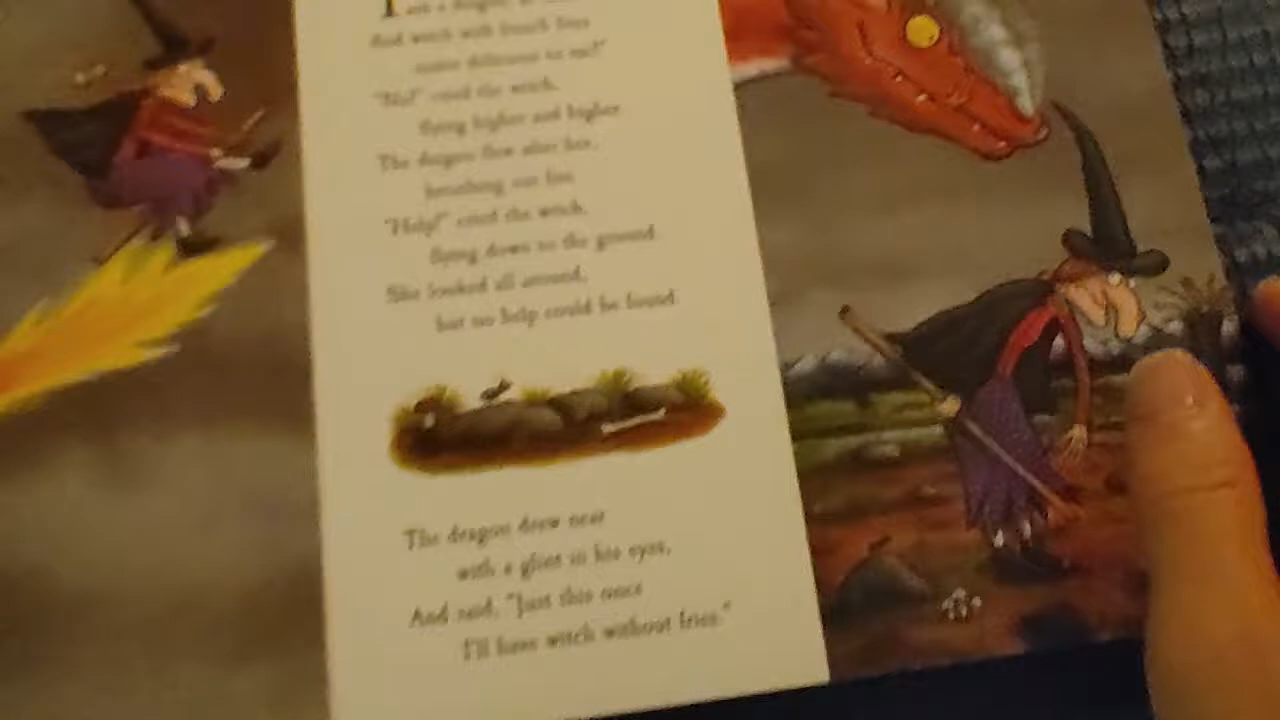 I am a dragon,
And witch with french fries
tastes delicious to me!"
"No!" cried the witch,
flying higher and higher.
The dragon flew after her,
breathing out fire.
"Help!" cried the witch,
flying down to the ground.
She looked all around,
but no help could be found.
The dragon drew near
with a glint in his eyes,
And said, "Just this once
I'll have witch without fries."